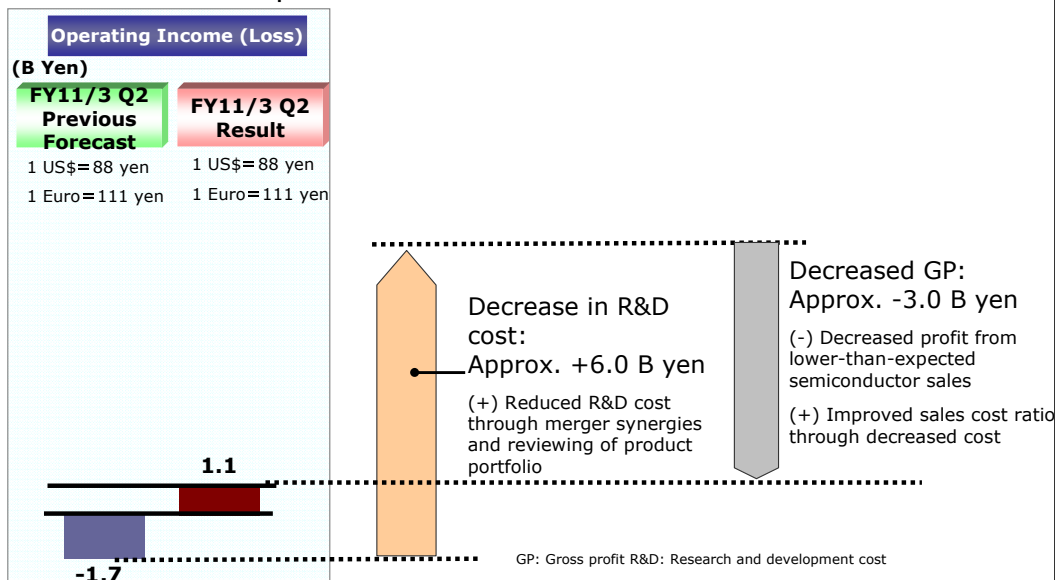 Operating Income (Loss)
(B Yen)
FY11/3 Q2
Previous
Forecast
FY11/3 Q2
Result
1 US$=88 yen
1 Euro=111 yen
1 US$=88 yen
1 Euro=111 yen
1.1
-1.7
Decrease in R&D
cost:
Approx. +6.0 B yen
(+) Reduced R&D cost
through merger synergies
and reviewing of product
portfolio
Decreased GP:
Approx. -3.0 B yen
(-) Decreased profit from
lower-than-expected
semiconductor sales
(+) Improved sales cost ratio
through decreased cost
GP: Gross profit R&D: Research and development cost